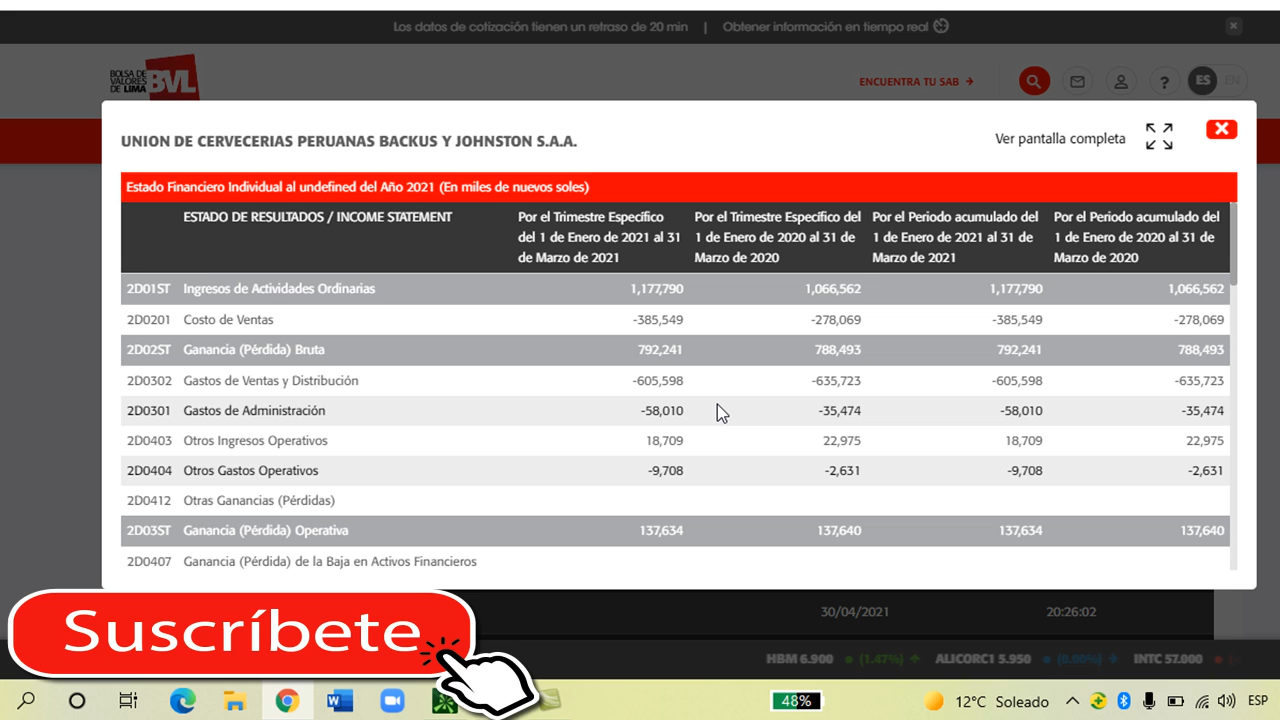 Los datos de cotización tienen un retraso de 20 min | Obtener información en tiempo real
BOLSA DE VALORES DE LIMA BVL
ENCUENTRA TU SAB → ? ES EN
UNION DE CERVECERIAS PERUANAS BACKUS Y JOHNSTON S.A.A.
Ver pantalla completa
Estado Financiero Individual al undefined del Año 2021 (En miles de nuevos soles)
ESTADO DE RESULTADOS / INCOME STATEMENT
Por el Trimestre Específico del 1 de Enero de 2021 al 31 de Marzo de 2021
Por el Trimestre Específico del 1 de Enero de 2020 al 31 de Marzo de 2020
Por el Periodo acumulado del 1 de Enero de 2021 al 31 de Marzo de 2021
Por el Periodo acumulado del 1 de Enero de 2020 al 31 de Marzo de 2020
2D01ST Ingresos de Actividades Ordinarias 1,177,790 1,066,562 1,177,790 1,066,562
2D0201 Costo de Ventas -385,549 -278,069 -385,549 -278,069
2D02ST Ganancia (Pérdida) Bruta 792,241 788,493 792,241 788,493
2D0302 Gastos de Ventas y Distribución -605,598 -635,723 -605,598 -635,723
2D0301 Gastos de Administración -58,010 -35,474 -58,010 -35,474
2D0403 Otros Ingresos Operativos 18,709 22,975 18,709 22,975
2D0404 Otros Gastos Operativos -9,708 -2,631 -9,708 -2,631
2D0412 Otras Ganancias (Pérdidas)
2D03ST Ganancia (Pérdida) Operativa 137,634 137,640 137,634 137,640
2D0407 Ganancia (Pérdida) de la Baja en Activos Financieros
30/04/2021 20:26:02
Suscríbete
HBM 6.900 (1.47%) ALICORC1 5.950 (0.00%) INTC 57.000
48% 12°C Soleado ESP